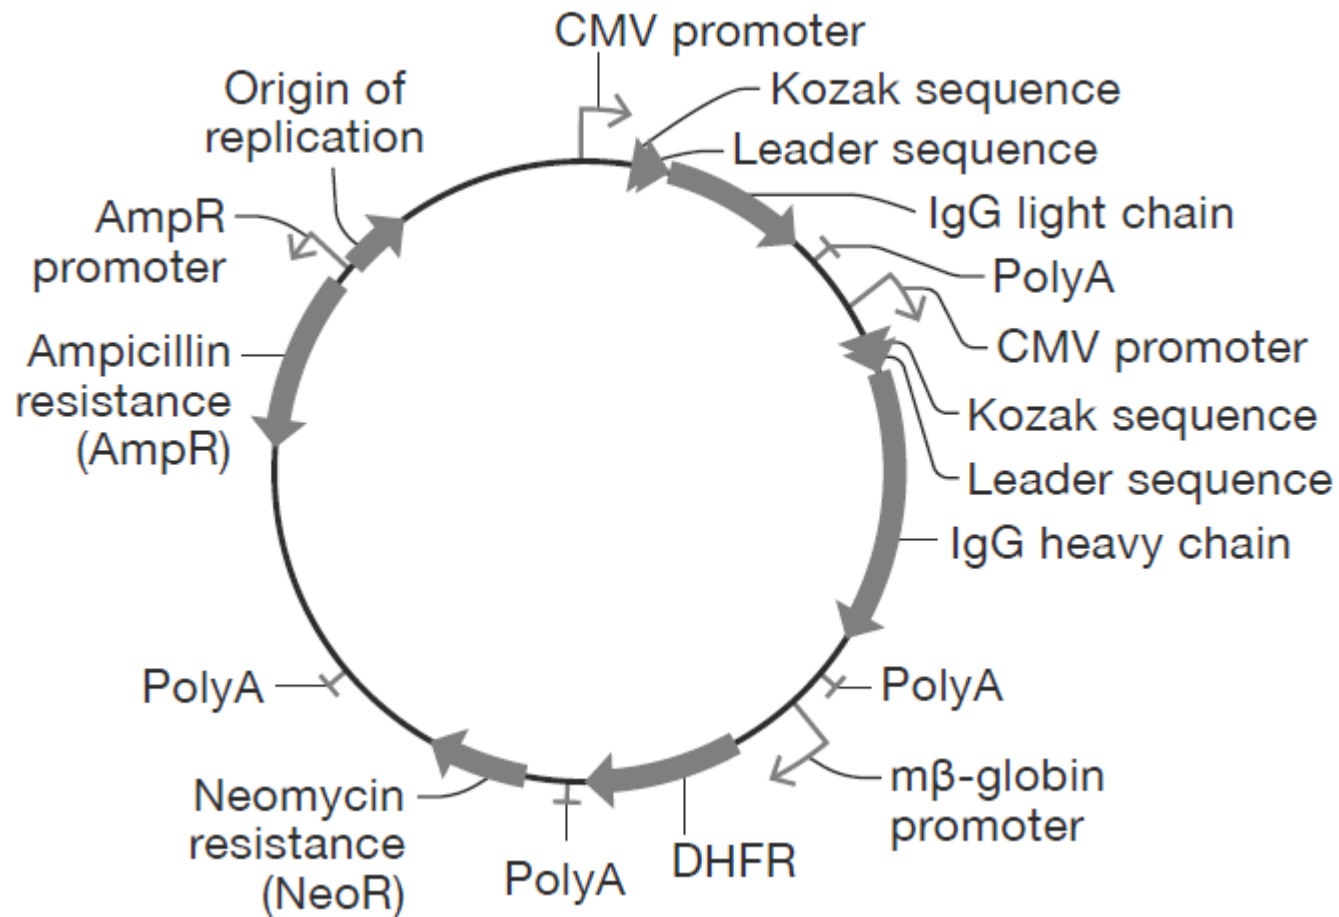 CMV promoter
Kozak sequence
Leader sequence
IgG light chain
PolyA
CMV promoter
Kozak sequence
Leader sequence
IgG heavy chain
PolyA
mβ-globin
promoter
DHFR
PolyA
Neomycin
resistance
(NeoR)
PolyA
Ampicillin
resistance
(AmpR)
AmpR
promoter
Origin of
replication